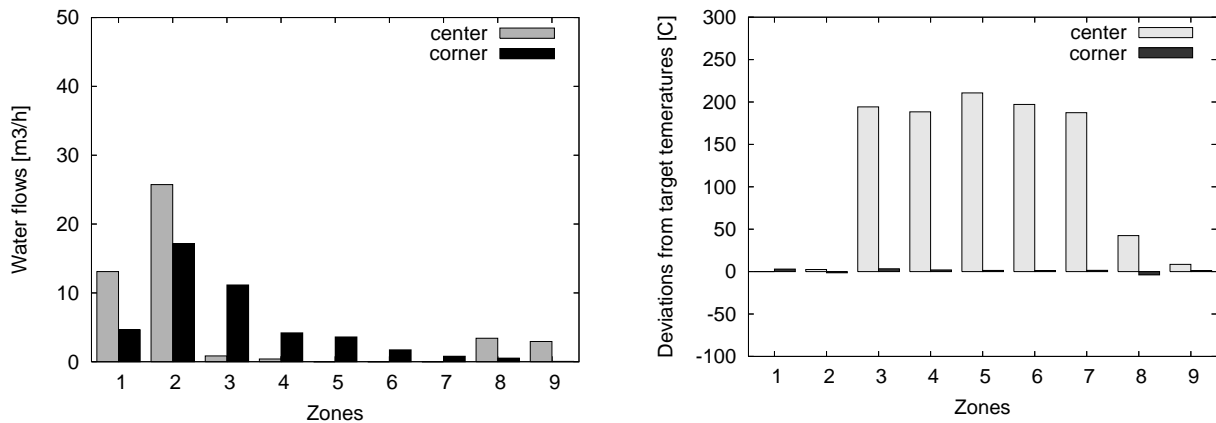 Water flows [m3/h]
50
40
30
20
10
0
center
corner
1 2 3 4 5 6 7 8 9
Zones
Deviations from target temeratures [C]
300
250
200
150
100
50
0
-50
-100
center
corner
1 2 3 4 5 6 7 8 9
Zones